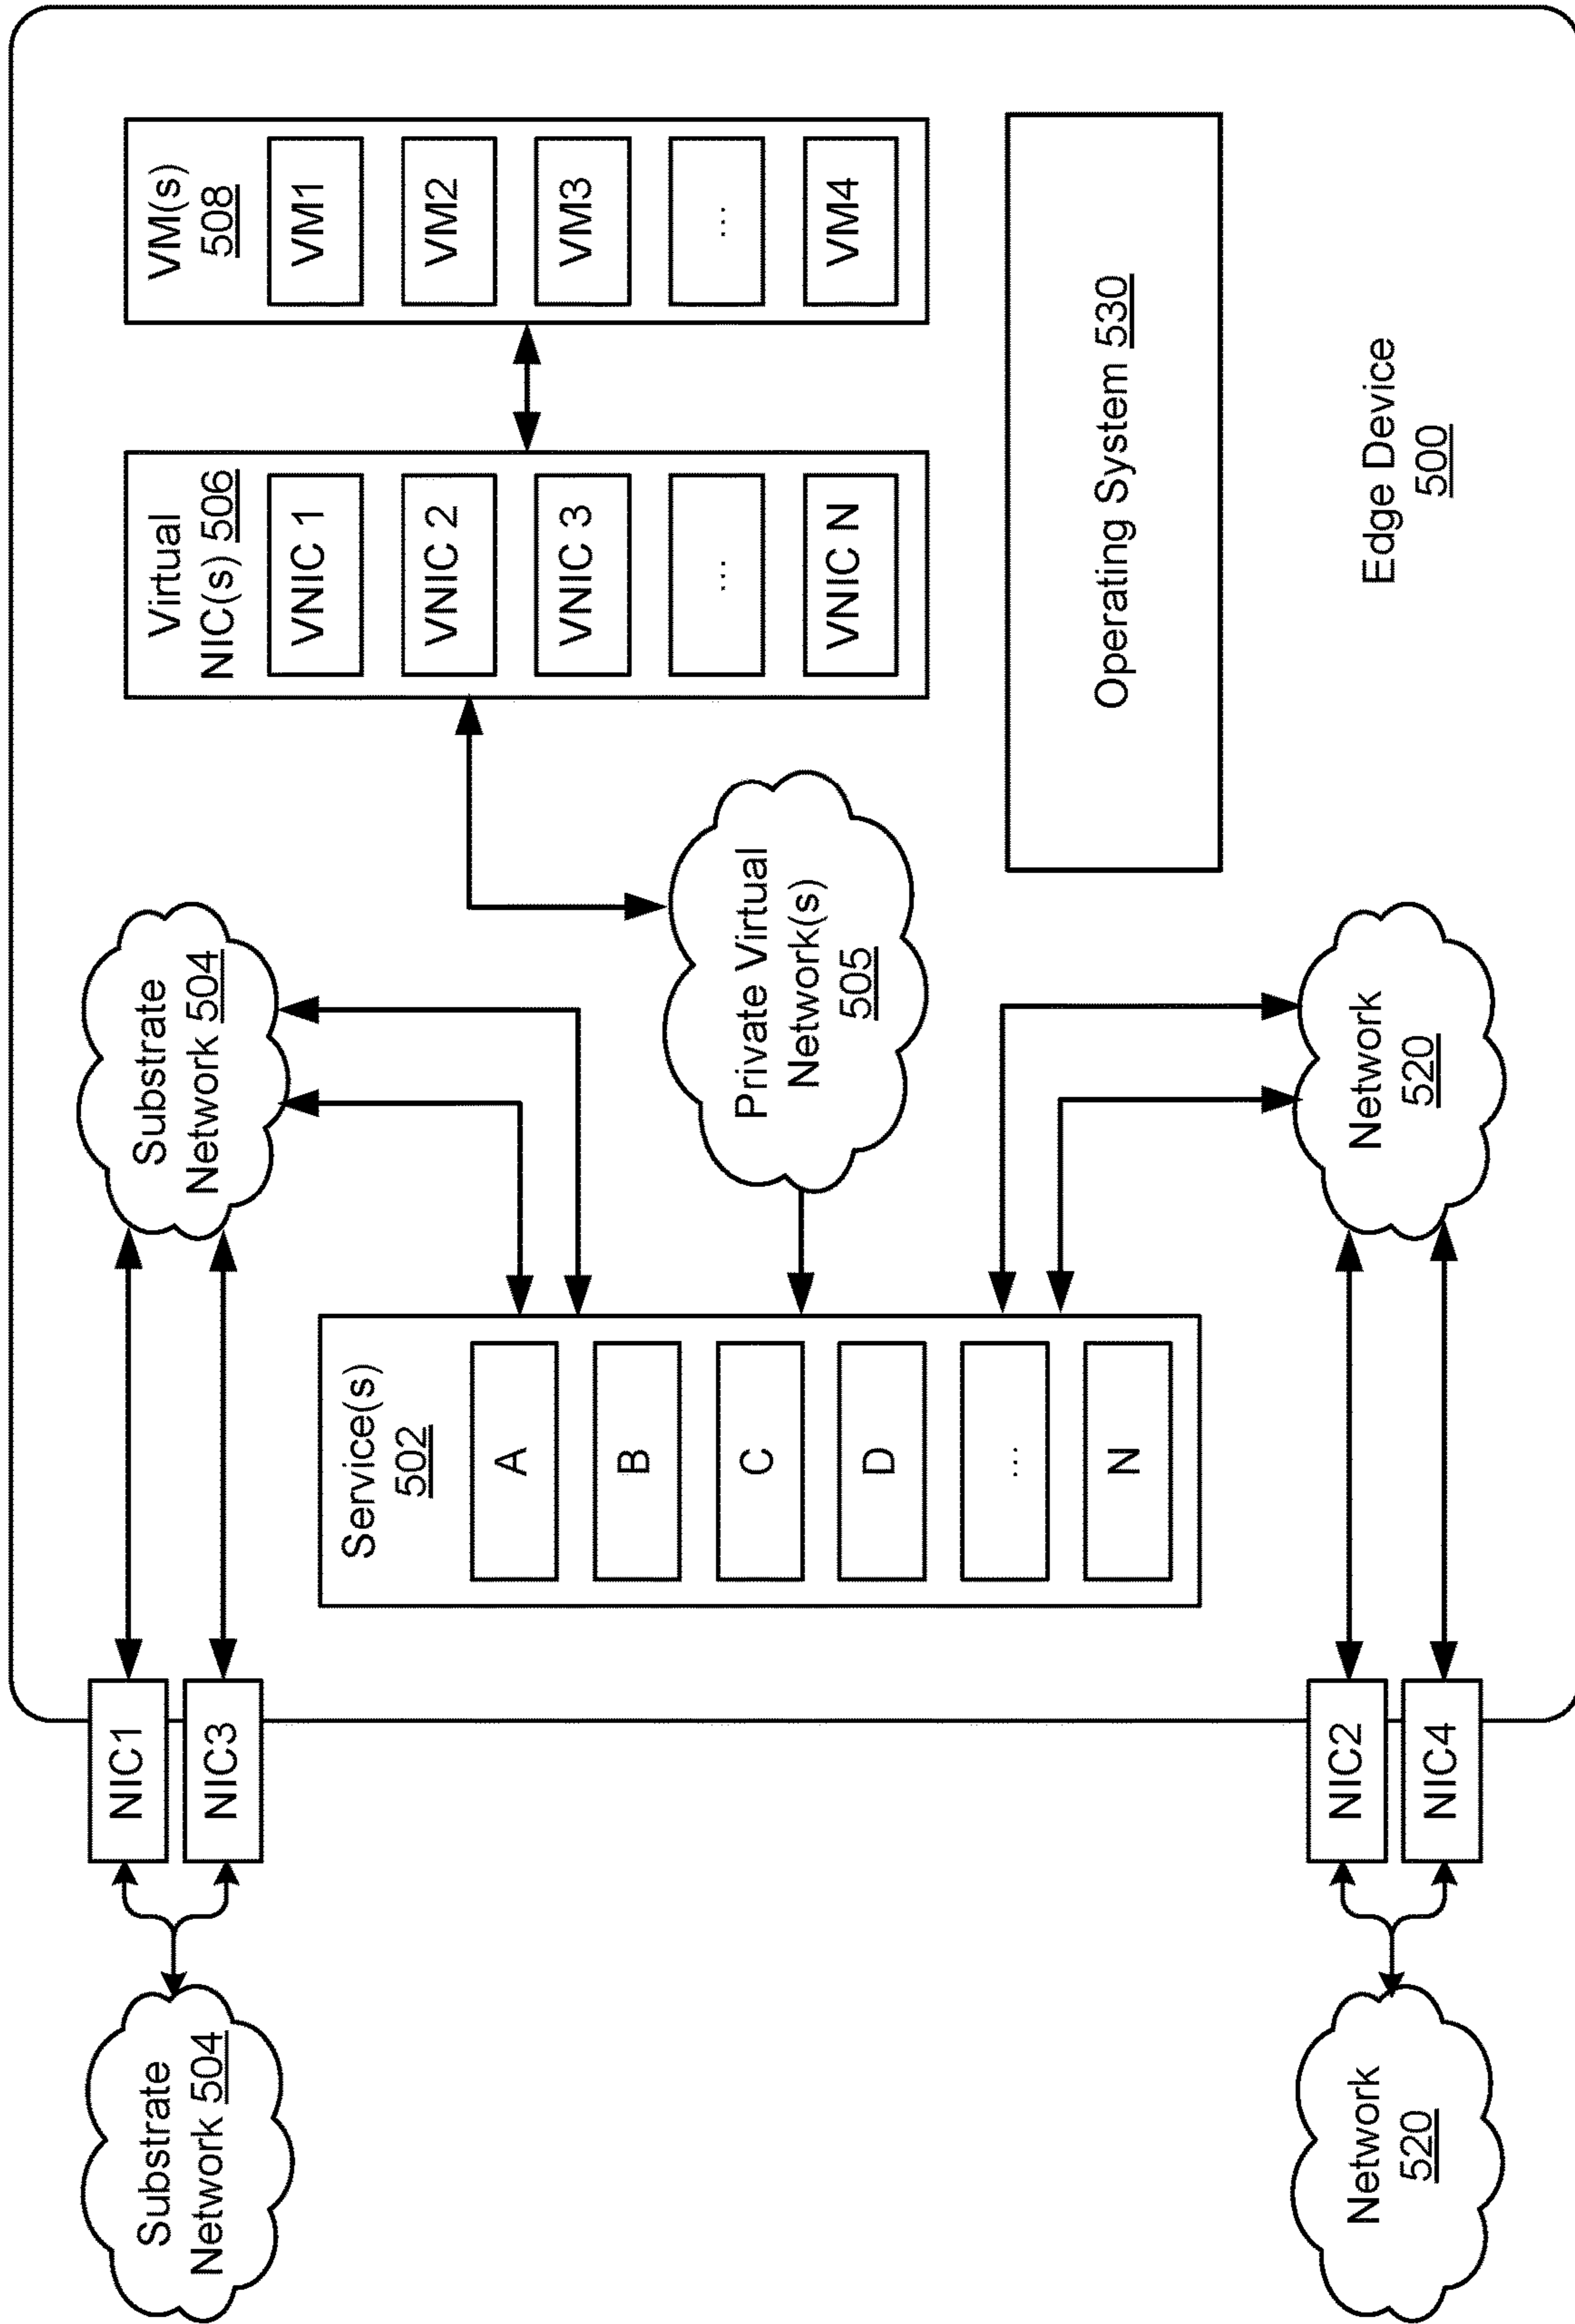 Substrate
Network 504
NIC1
NIC3
Substrate
Network 504
Virtual
NIC(s) 506
VNIC 1
VNIC 2
VNIC 3
...
VNIC N
VM(s)
508
VM1
VM2
VM3
...
VM4
Service(s)
502
A
B
C
D
...
N
Private Virtual
Network(s)
505
Operating System 530
Network
520
NIC2
NIC4
Network
520
Edge Device
500